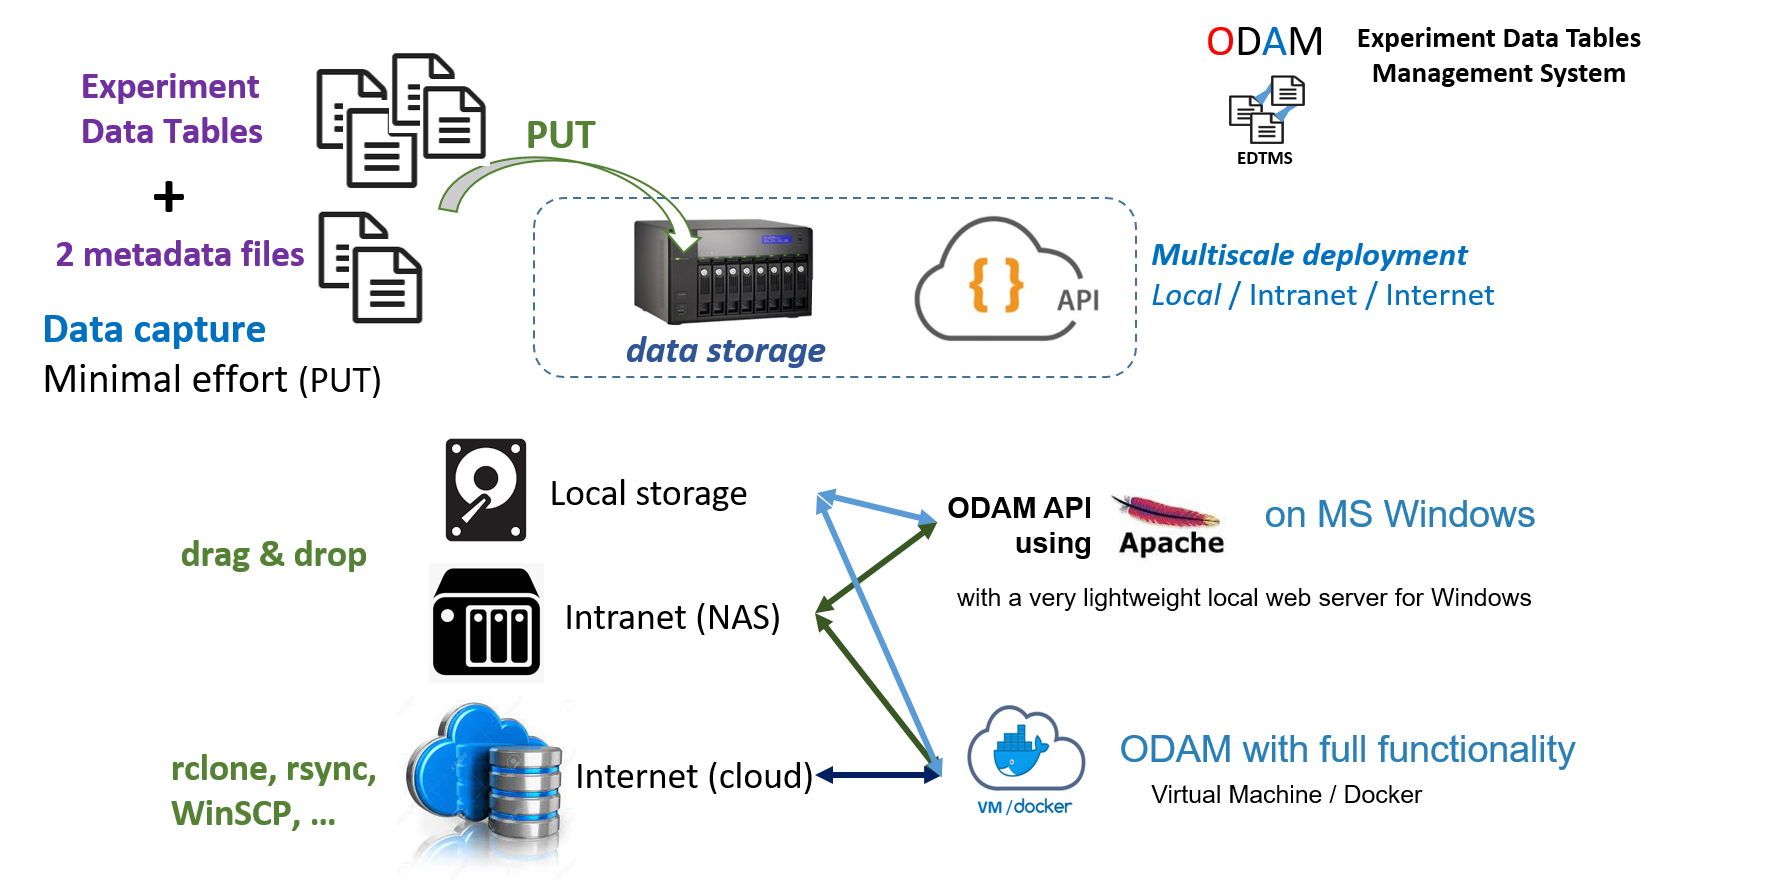 ODAM
Experiment Data Tables
Management System
EDTMS
Experiment
Data Tables
+
2 metadata files
PUT
Data capture
Minimal effort (PUT)
data storage
{ } API
Multiscale deployment
Local / Intranet / Internet
drag & drop
Local storage
Intranet (NAS)
rclone, rsync,
WinSCP, ...
Internet (cloud)
ODAM API
using
Apache
on MS Windows
with a very lightweight local web server for Windows
VM / docker
ODAM with full functionality
Virtual Machine / Docker